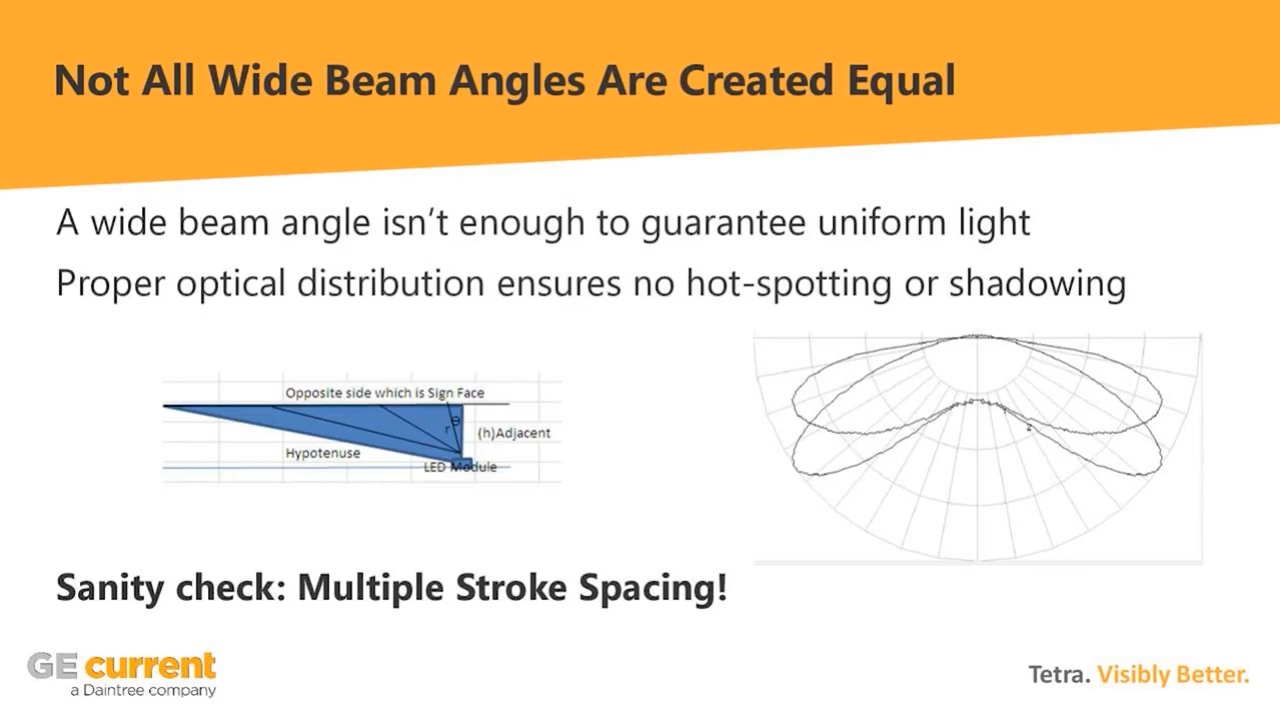 Not All Wide Beam Angles Are Created Equal
A wide beam angle isn't enough to guarantee uniform light
Proper optical distribution ensures no hot-spotting or shadowing
Opposite side which is Sign Face
θ
r
(h)Adjacent
Hypotenuse
LED Module
2
Sanity check: Multiple Stroke Spacing!
GE current
a Daintree company
Tetra. Visibly Better.